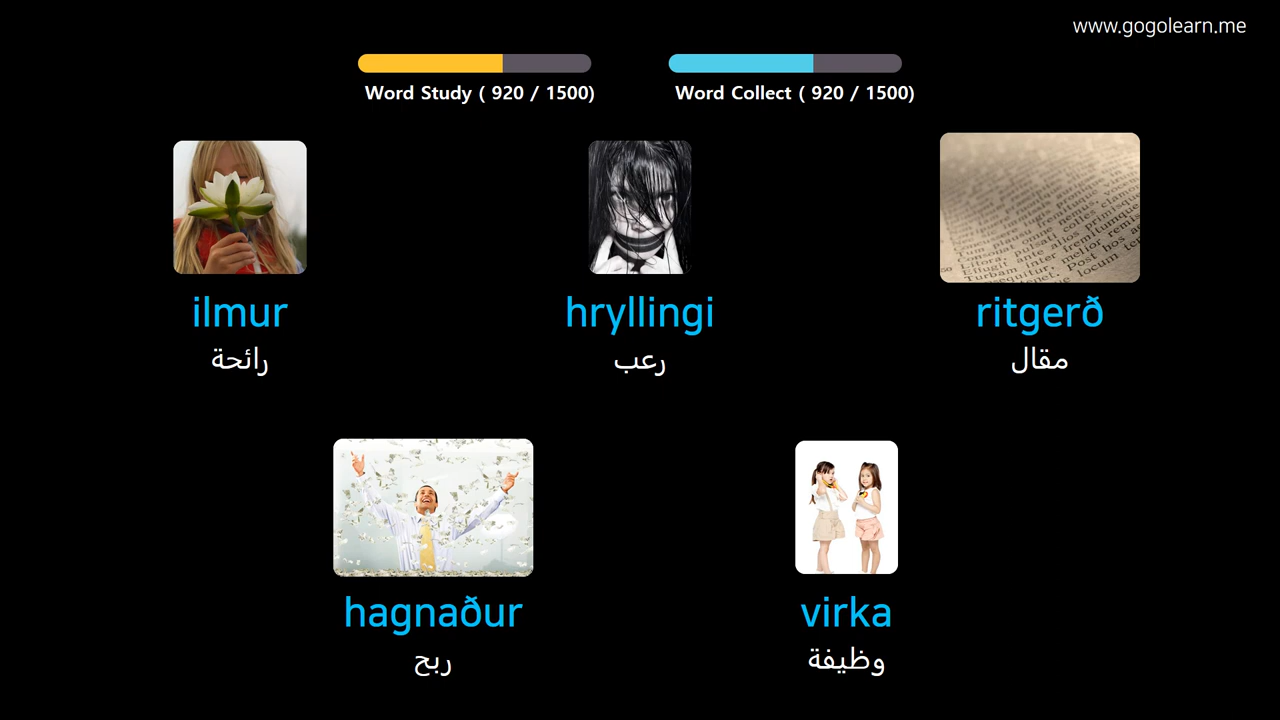 www.gogolearn.me
Word Study ( 920 / 1500)
Word Collect ( 920 / 1500)
ilmur
hryllingi
ritgerð
رائحة
رعب
مقال
hagnaður
virka
ربح
وظيفة